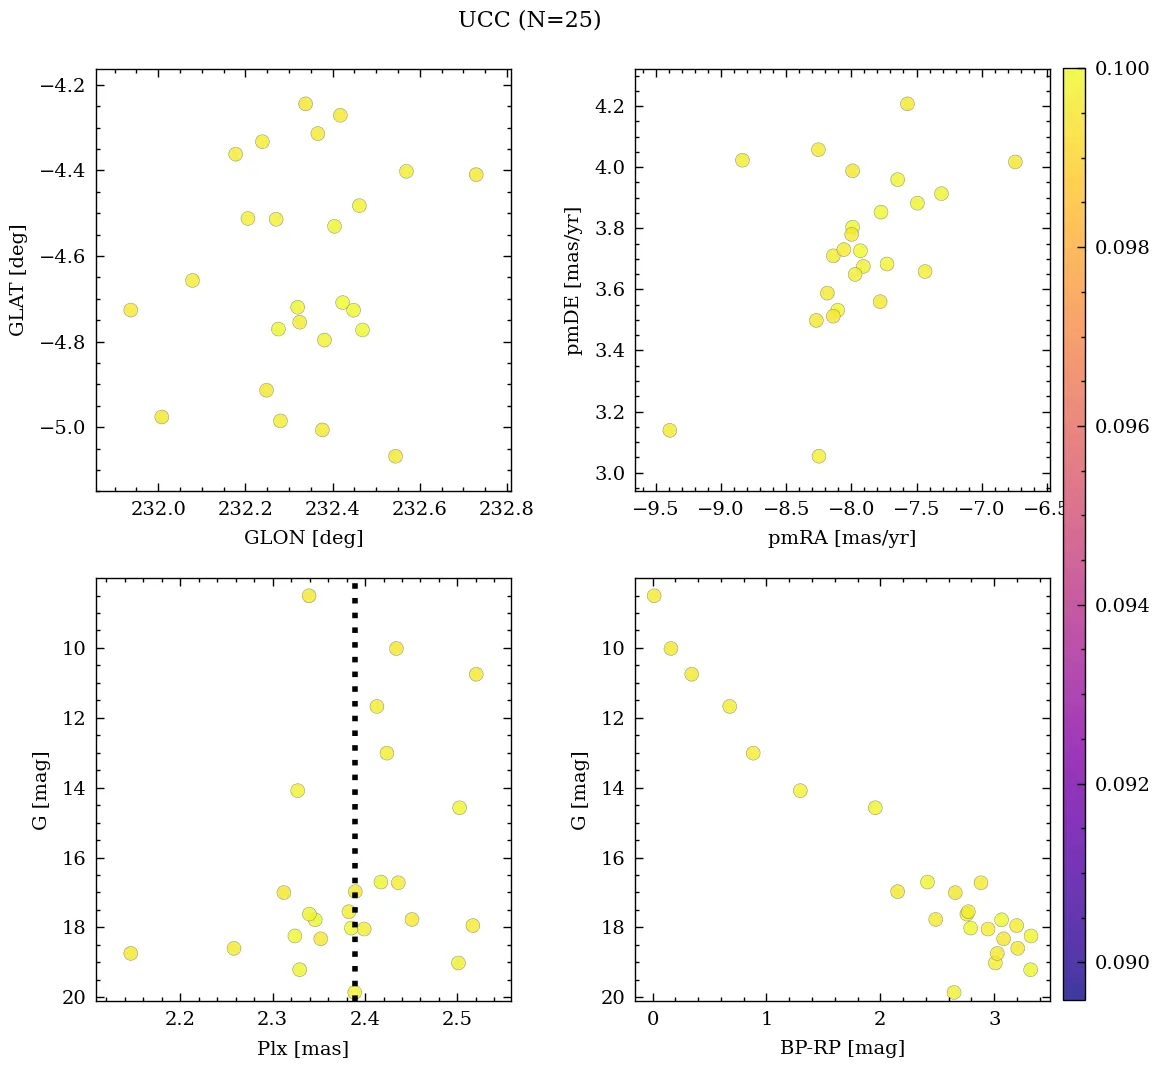 UCC (N=25)
−4.2
−4.4
−4.6
−4.8
−5.0
GLAT [deg]
232.0 232.2 232.4 232.6 232.8
GLON [deg]
4.2
4.0
3.8
3.6
3.4
3.2
3.0
pmDE [mas/yr]
−9.5 −9.0 −8.5 −8.0 −7.5 −7.0 −6.5
pmRA [mas/yr]
10
12
14
16
18
20
G [mag]
2.2 2.3 2.4 2.5
Plx [mas]
10
12
14
16
18
20
G [mag]
0 1 2 3
BP-RP [mag]
0.100
0.098
0.096
0.094
0.092
0.090